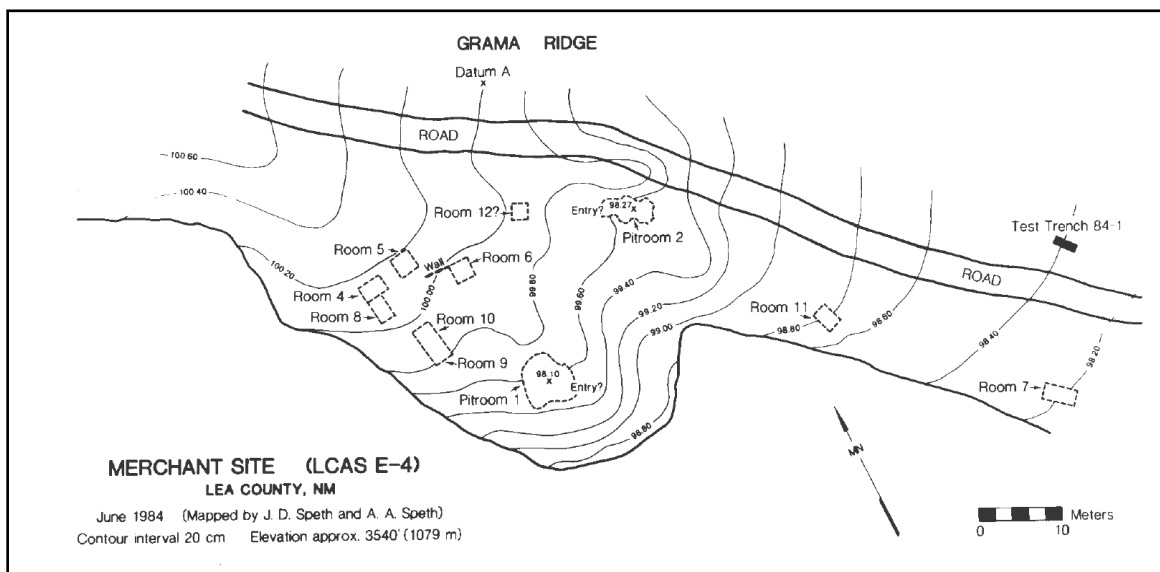 GRAMA RIDGE
Datum A
x
ROAD
100.60
100.40
Room 12?
Entry?
98.27
x
Pitroom 2
Test Trench 84-1
Room 5
Wall
Room 6
100.20
99.80
99.60
99.40
ROAD
Room 4
100.00
Room 8
99.20
Room 11
99.00
98.80
98.60
98.40
98.20
Room 10
Room 9
98.10
x
Entry?
Pitroom 1
Room 7
98.80
MN
MERCHANT SITE (LCAS E-4)
LEA COUNTY, NM
June 1984 (Mapped by J. D. Speth and A. A. Speth)
Contour interval 20 cm Elevation approx. 3540' (1079 m)
Meters
0 10